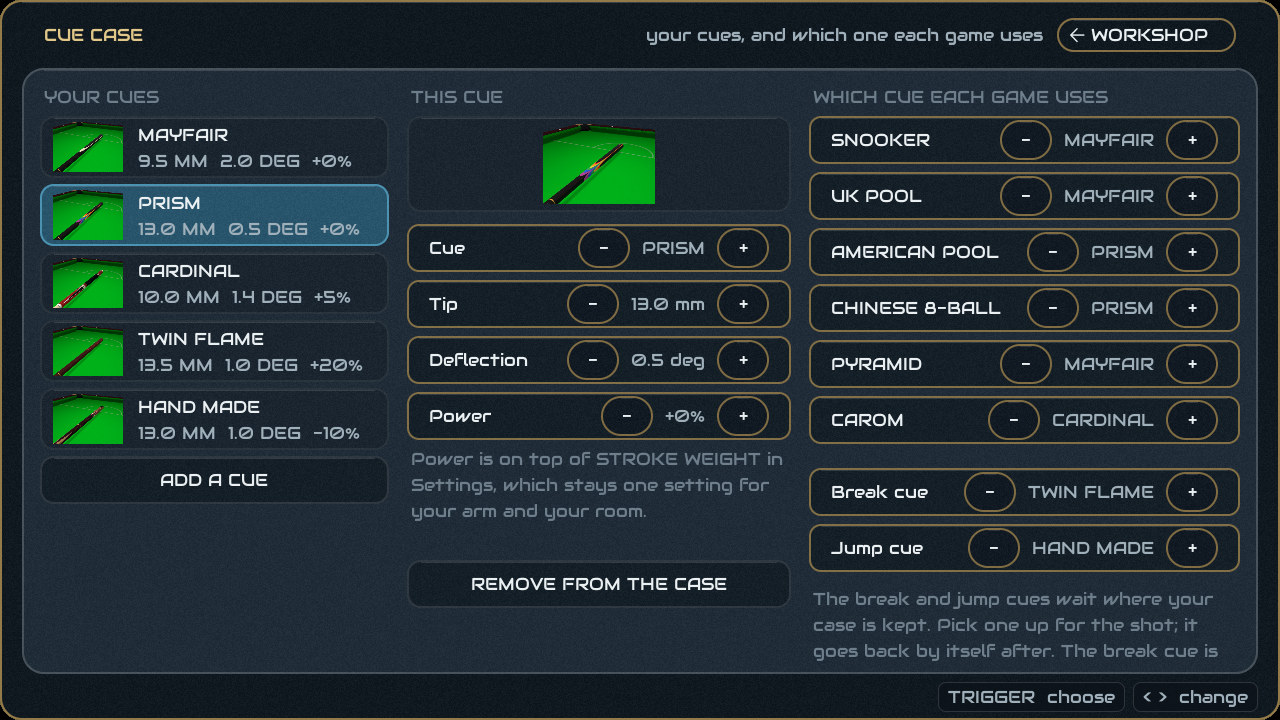 CUE CASE
your cues, and which one each game uses
← WORKSHOP
YOUR CUES
MAYFAIR
9.5 MM 2.0 DEG +0%
PRISM
13.0 MM 0.5 DEG +0%
CARDINAL
10.0 MM 1.4 DEG +5%
TWIN FLAME
13.5 MM 1.0 DEG +20%
HAND MADE
13.0 MM 1.0 DEG -10%
ADD A CUE
THIS CUE
Cue - PRISM +
Tip - 13.0 mm +
Deflection - 0.5 deg +
Power - +0% +
Power is on top of STROKE WEIGHT in
Settings, which stays one setting for
your arm and your room.
REMOVE FROM THE CASE
WHICH CUE EACH GAME USES
SNOOKER - MAYFAIR +
UK POOL - MAYFAIR +
AMERICAN POOL - PRISM +
CHINESE 8-BALL - PRISM +
PYRAMID - MAYFAIR +
CAROM - CARDINAL +
Break cue - TWIN FLAME +
Jump cue - HAND MADE +
The break and jump cues wait where your
case is kept. Pick one up for the shot; it
goes back by itself after. The break cue is
TRIGGER choose
< > change